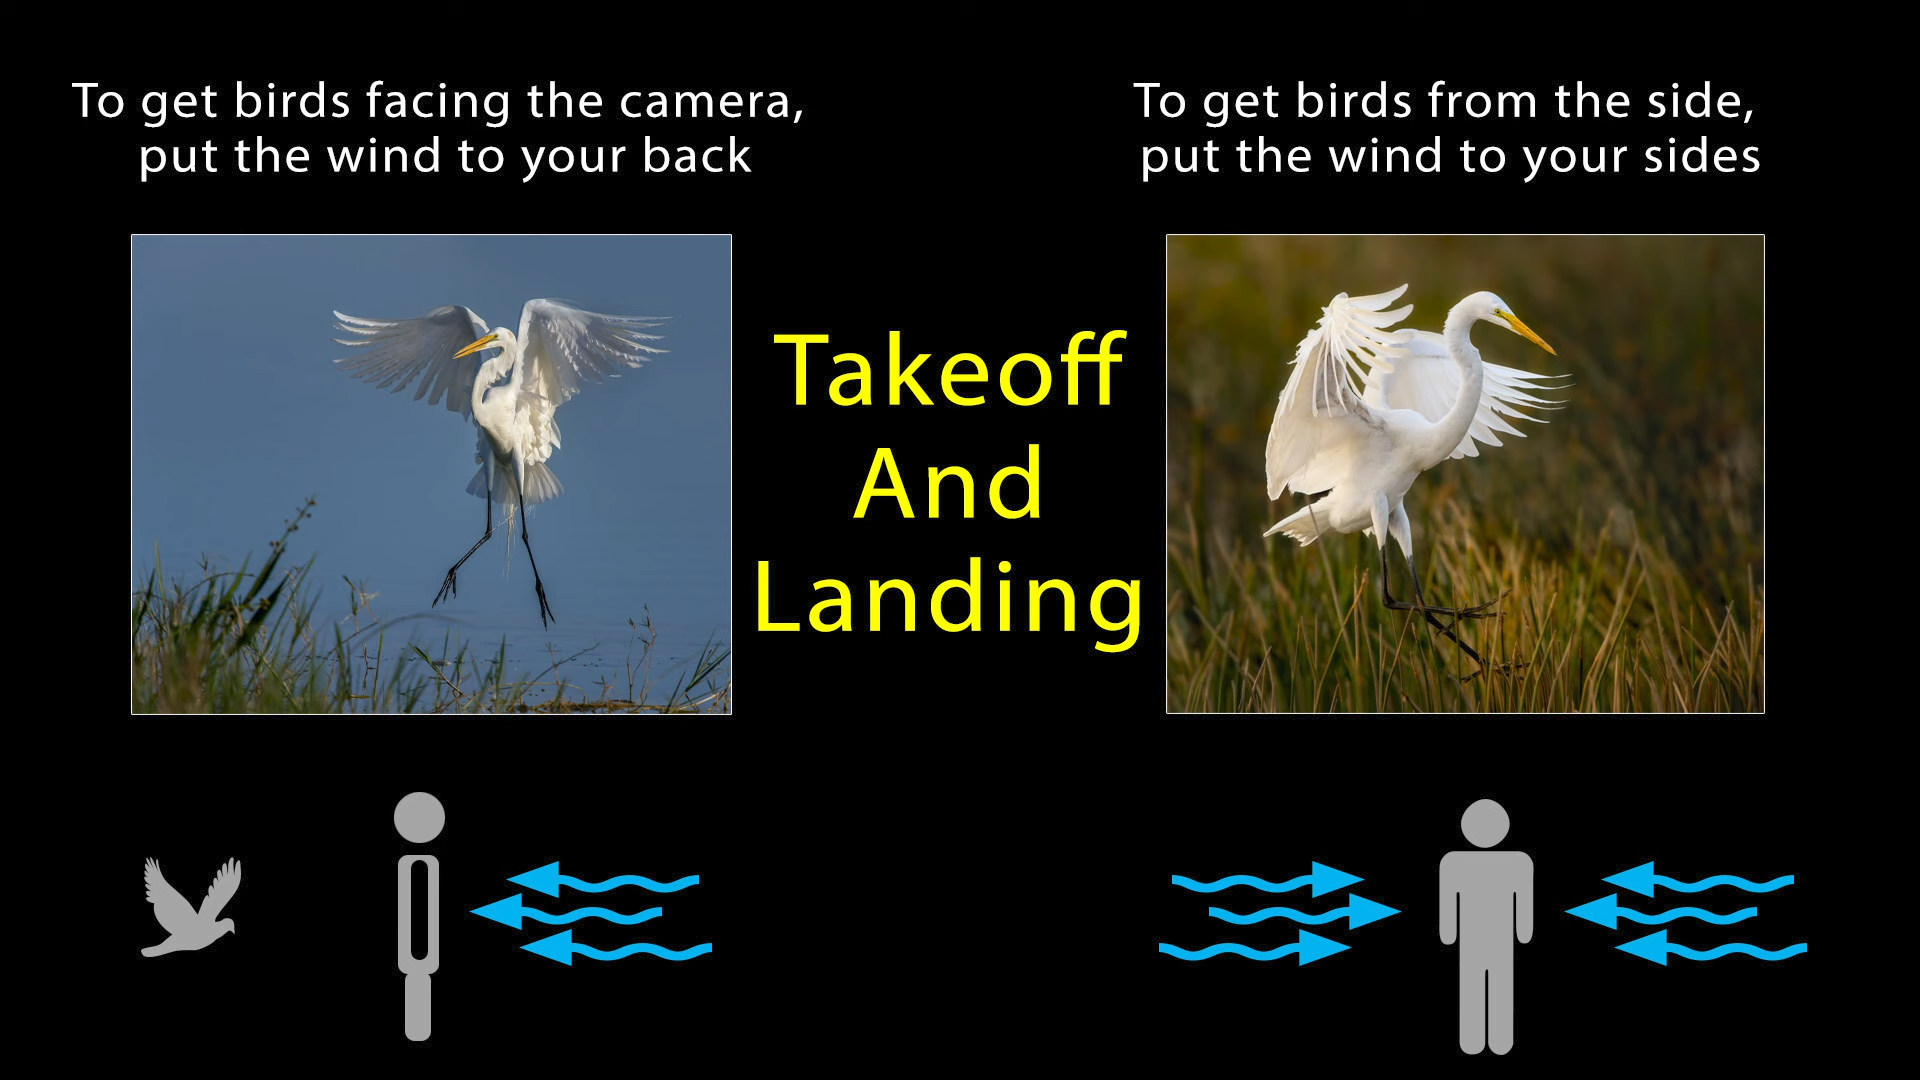 To get birds facing the camera,
put the wind to your back
To get birds from the side,
put the wind to your sides
Takeoff
And
Landing